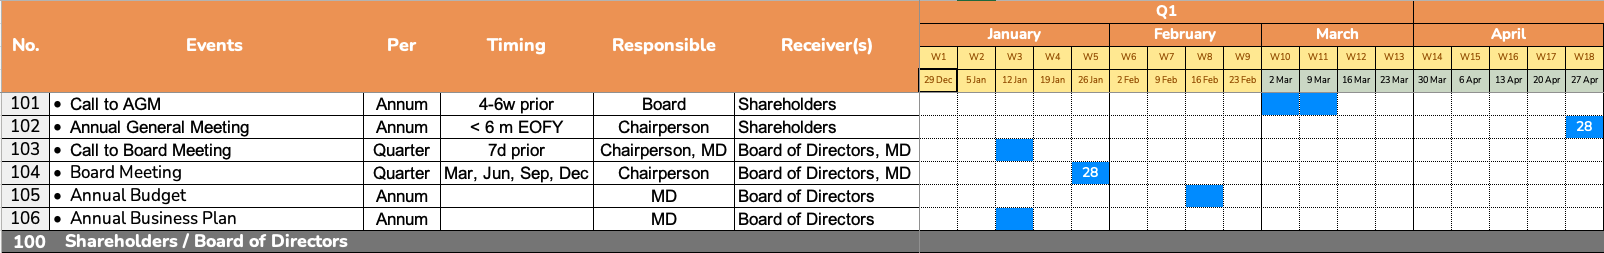 Q1
No. Events Per Timing Responsible Receiver(s) January February March April
W1 W2 W3 W4 W5 W6 W7 W8 W9 W10 W11 W12 W13 W14 W15 W16 W17 W18
29 Dec 5 Jan 12 Jan 19 Jan 26 Jan 2 Feb 9 Feb 16 Feb 23 Feb 2 Mar 9 Mar 16 Mar 23 Mar 30 Mar 6 Apr 13 Apr 20 Apr 27 Apr
101 • Call to AGM Annum 4-6w prior Board Shareholders
102 • Annual General Meeting Annum < 6 m EOFY Chairperson Shareholders 28
103 • Call to Board Meeting Quarter 7d prior Chairperson, MD Board of Directors, MD
104 • Board Meeting Quarter Mar, Jun, Sep, Dec Chairperson Board of Directors, MD 28
105 • Annual Budget Annum MD Board of Directors
106 • Annual Business Plan Annum MD Board of Directors
100 Shareholders / Board of Directors